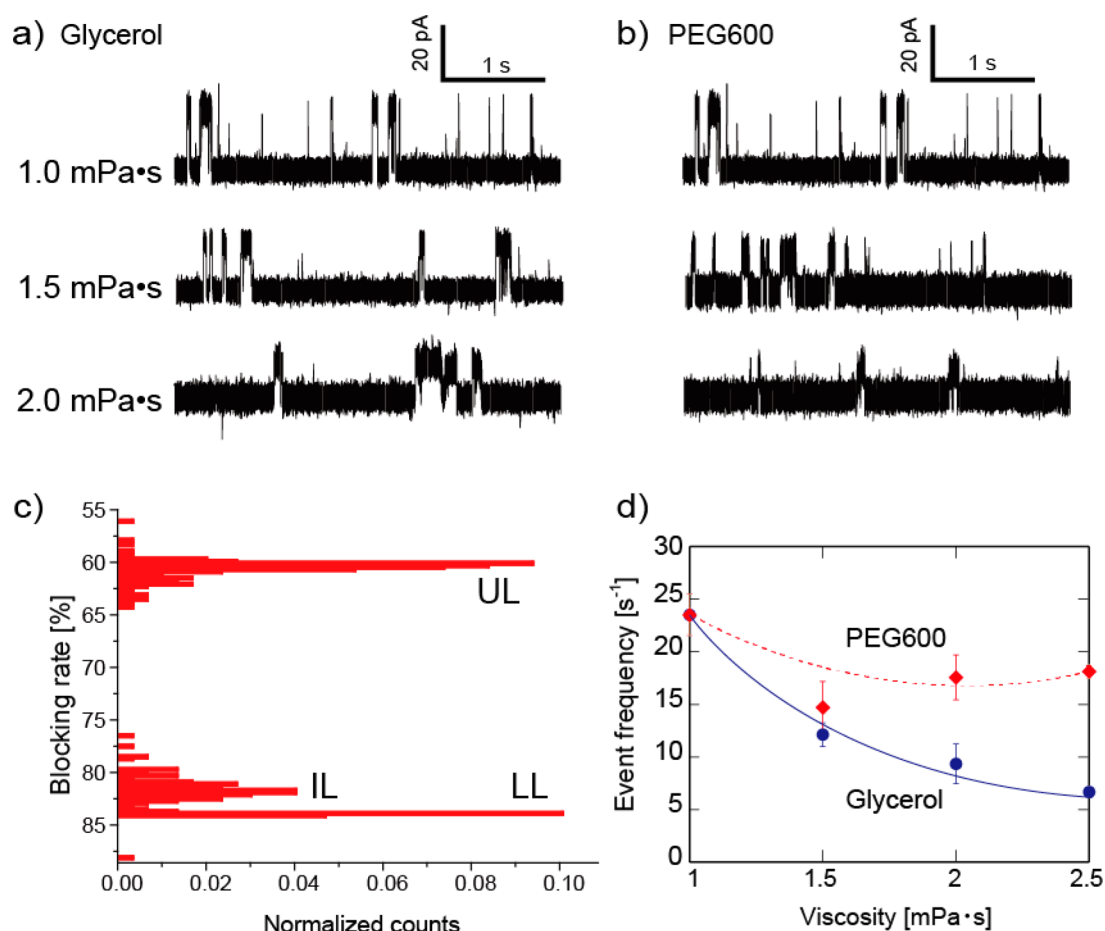 a) Glycerol
20 pA
1 s
b) PEG600
20 pA
1 s
1.0 mPa•s
1.5 mPa•s
2.0 mPa•s
c)
Blocking rate [%]
55
60
65
70
75
80
85
UL
IL
LL
0.00
0.02
0.04
0.06
0.08
0.10
Normalized counts
d)
Event frequency [s⁻¹]
30
25
20
15
10
5
0
PEG600
Glycerol
1
1.5
2
2.5
Viscosity [mPa・s]